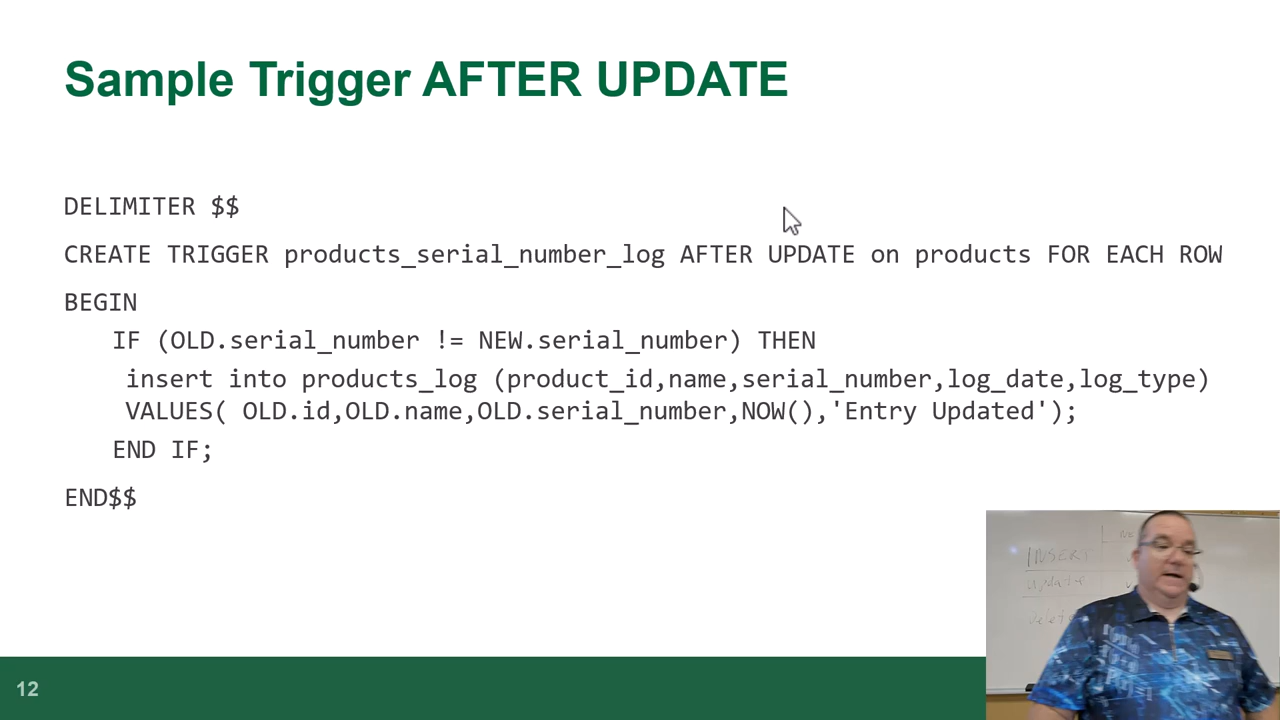 Sample Trigger AFTER UPDATE
DELIMITER $$
CREATE TRIGGER products_serial_number_log AFTER UPDATE on products FOR EACH ROW
BEGIN
IF (OLD.serial_number != NEW.serial_number) THEN
insert into products_log (product_id,name,serial_number,log_date,log_type)
VALUES( OLD.id,OLD.name,OLD.serial_number,NOW(),'Entry Updated');
END IF;
END$$
12
INSERT